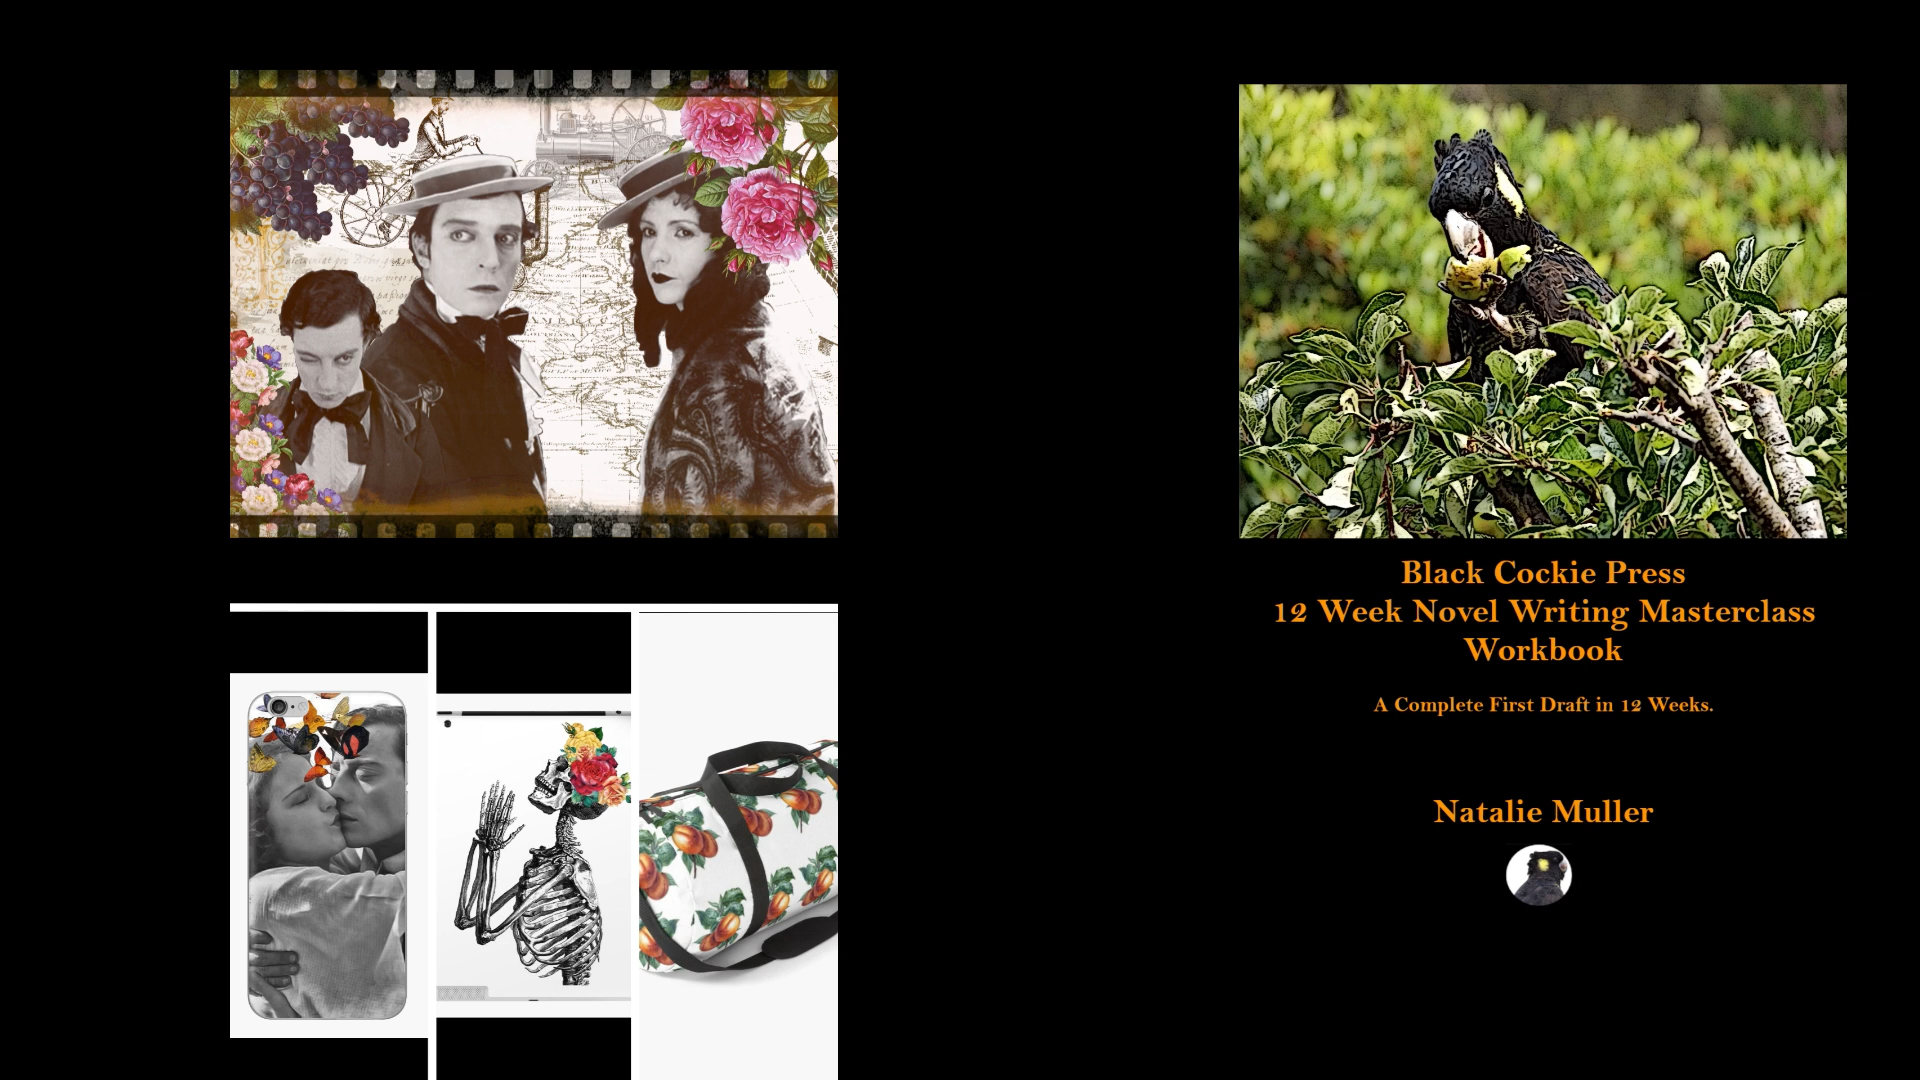 Black Cockie Press
12 Week Novel Writing Masterclass
Workbook
A Complete First Draft in 12 Weeks.
Natalie Muller